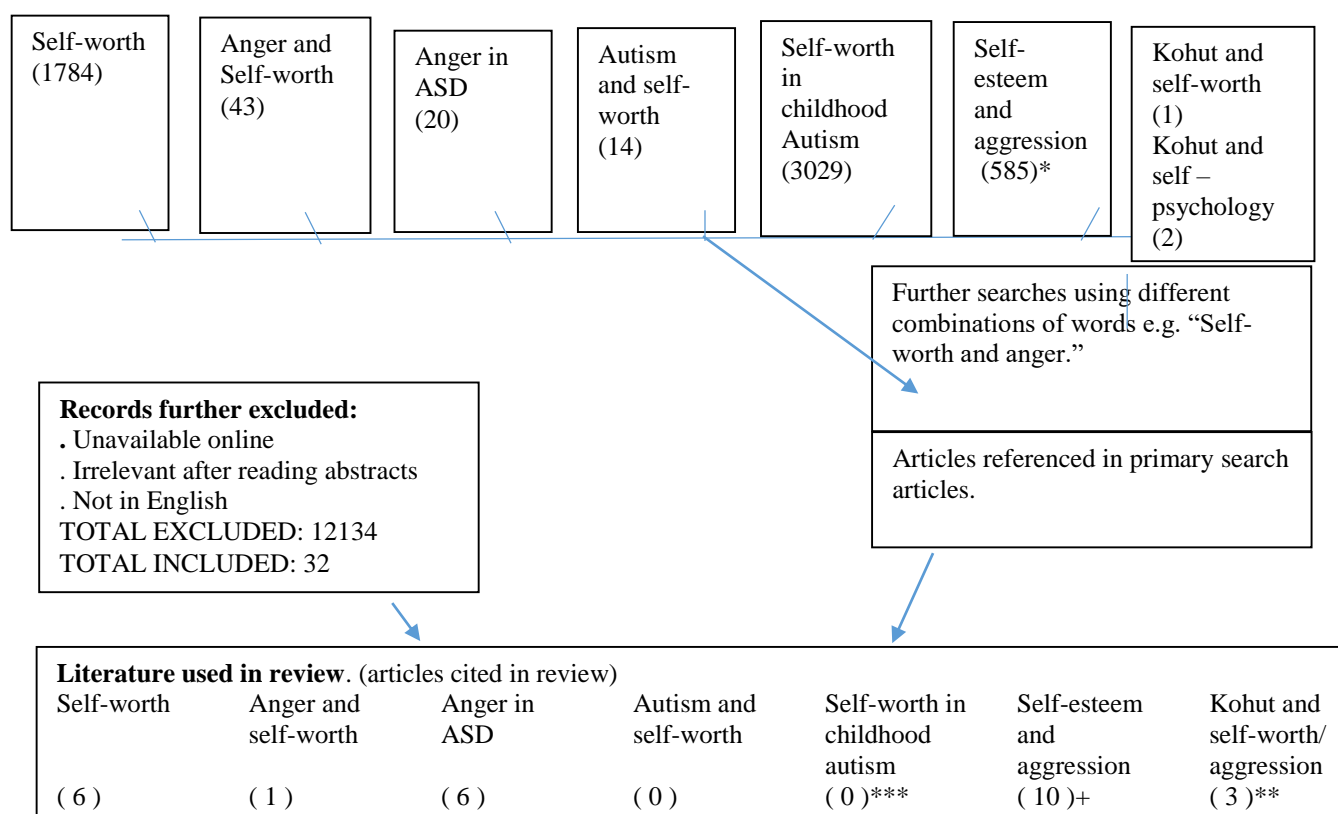 Self-worth
(1784)
Anger and
Self-worth
(43)
Anger in
ASD
(20)
Autism
and self-
worth
(14)
Self-worth
in
childhood
Autism
(3029)
Self-
esteem
and
aggression
(585)*
Kohut and
self-worth
(1)
Kohut and
self –
psychology
(2)
Further searches using different
combinations of words e.g. “Self-
worth and anger.”
Articles referenced in primary search
articles.
Records further excluded:
. Unavailable online
. Irrelevant after reading abstracts
. Not in English
TOTAL EXCLUDED: 12134
TOTAL INCLUDED: 32
Literature used in review. (articles cited in review)
Self-worth
( 6 )
Anger and
self-worth
( 1 )
Anger in
ASD
( 6 )
Autism and
self-worth
( 0 )
Self-worth in
childhood
autism
( 0 )***
Self-esteem
and
aggression
( 10 )+
Kohut and
self-worth/
aggression
( 3 )**